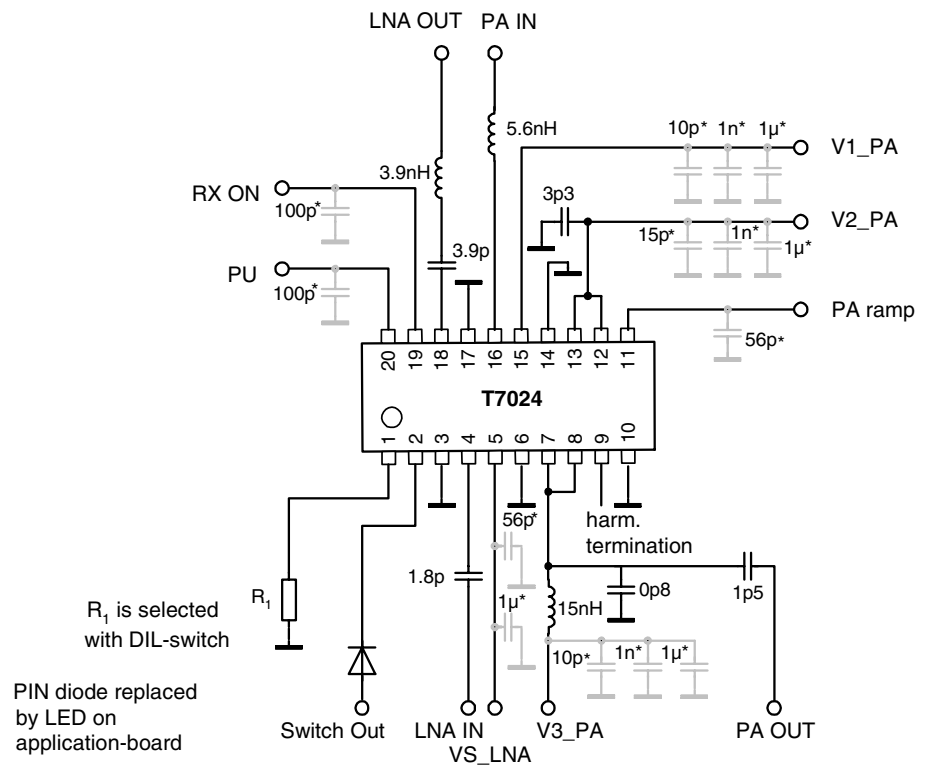 LNA OUT PA IN
5.6nH
10p* 1n* 1µ*
V1_PA
3.9nH
RX ON
100p*
3p3
15p* 1n* 1µ*
V2_PA
3.9p
PU
100p*
PA ramp
56p*
20 19 18 17 16 15 14 13 12 11
T7024
1 2 3 4 5 6 7 8 9 10
harm.
termination
56p*
1.8p
1µ*
15nH
0p8
1p5
R1
R1 is selected
with DIL-switch
10p* 1n* 1µ*
PIN diode replaced
by LED on
application-board
Switch Out
LNA IN
VS_LNA
V3_PA
PA OUT